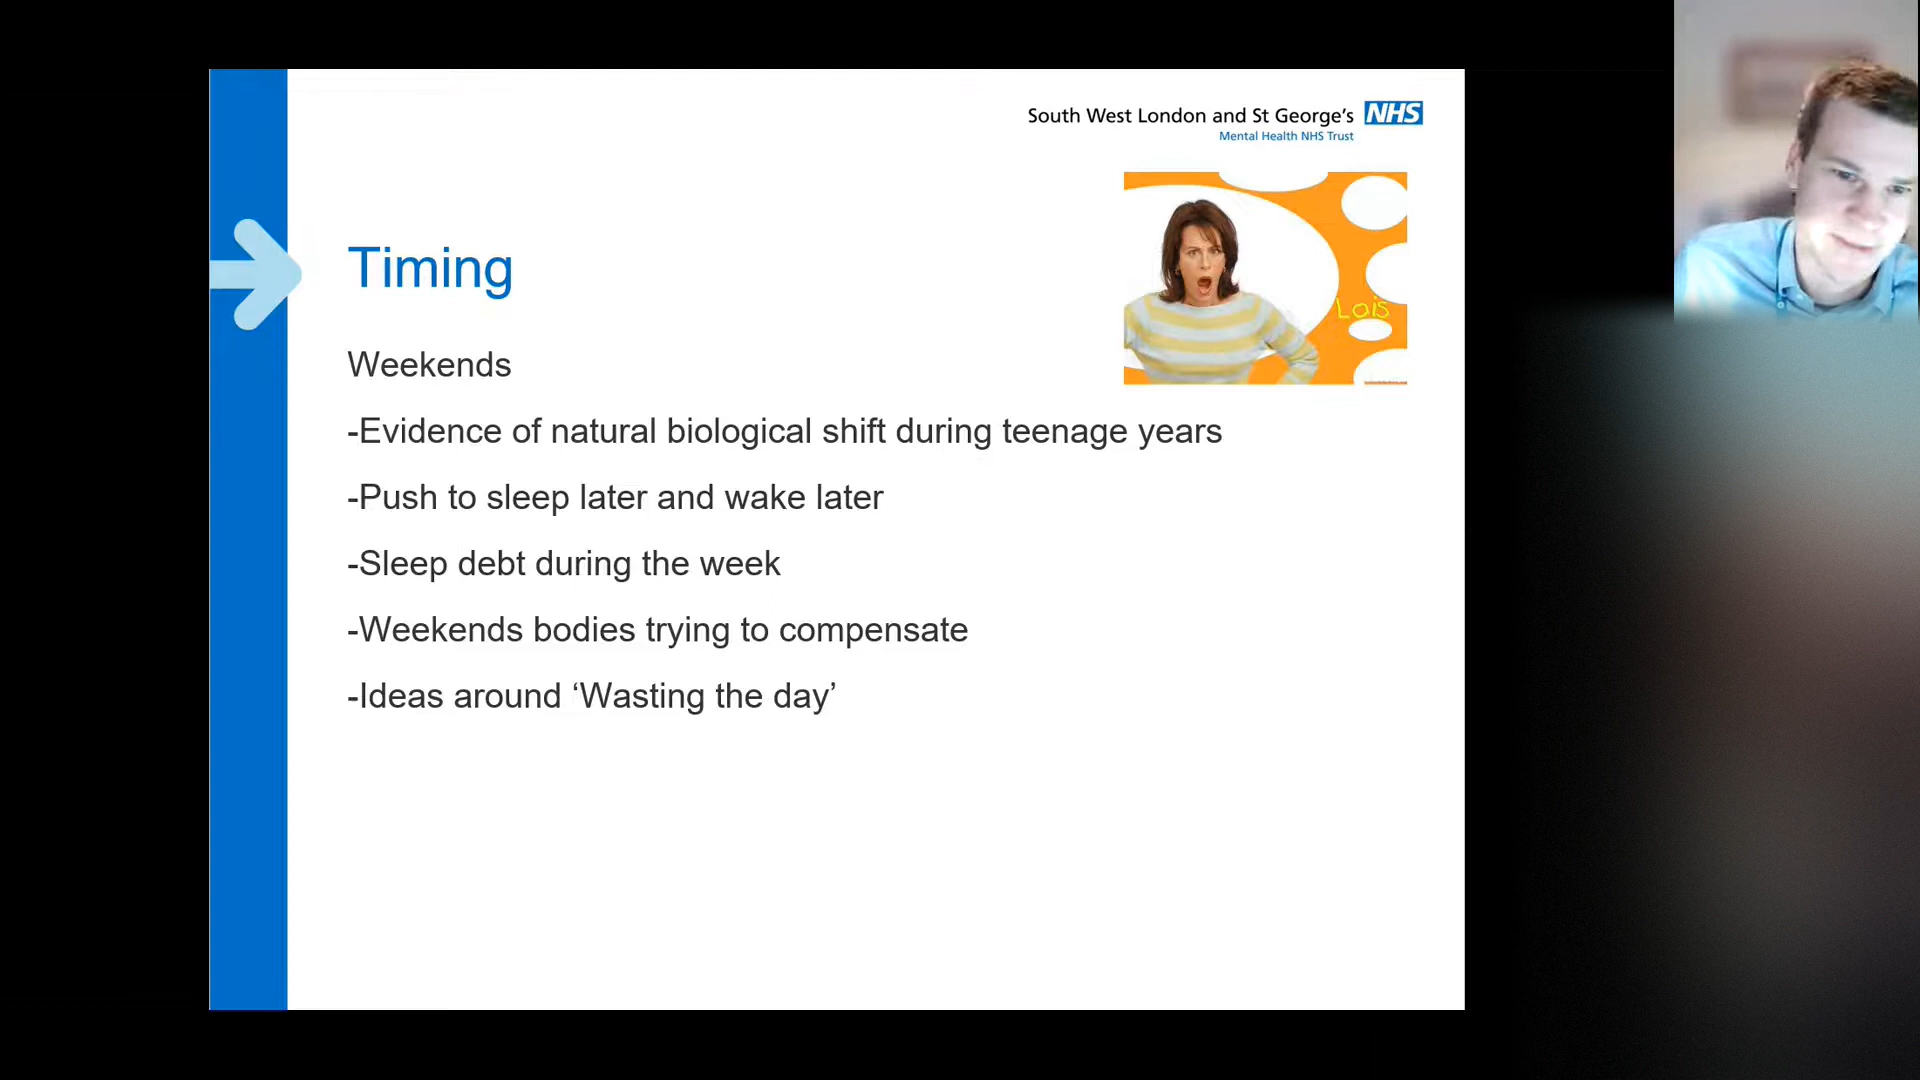 South West London and St George's NHS
Mental Health NHS Trust
Lois
Timing
Weekends
-Evidence of natural biological shift during teenage years
-Push to sleep later and wake later
-Sleep debt during the week
-Weekends bodies trying to compensate
-Ideas around ‘Wasting the day’